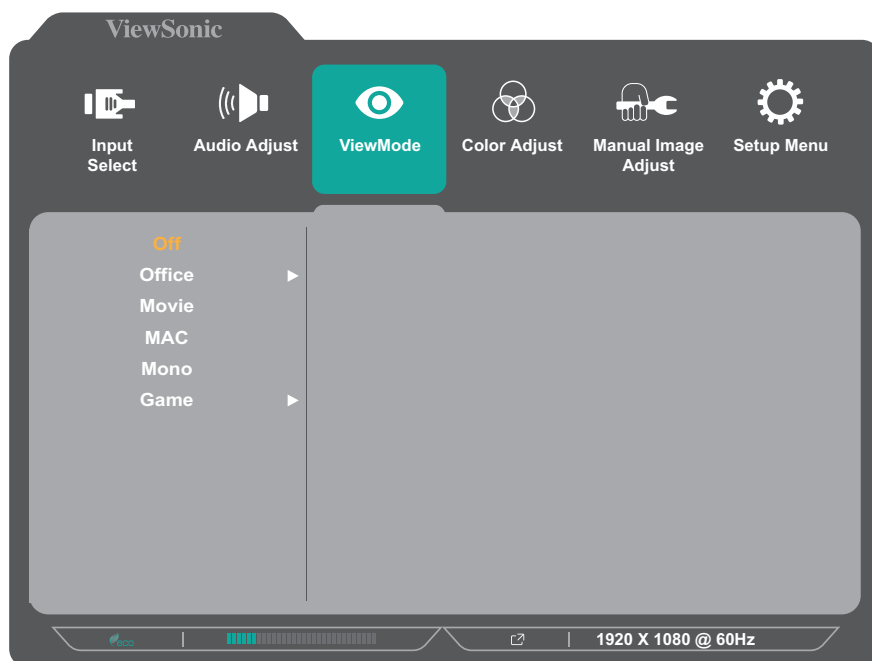 ViewSonic
Input
Select
Audio Adjust
ViewMode
Color Adjust
Manual Image
Adjust
Setup Menu
Off
Office ▶
Movie
MAC
Mono
Game ▶
eco | | 1920 X 1080 @ 60Hz